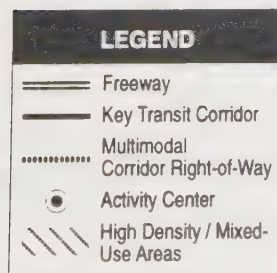 LEGEND
Freeway
Key Transit Corridor
Multimodal
Corridor Right-of-Way
Activity Center
High Density / Mixed-
Use Areas